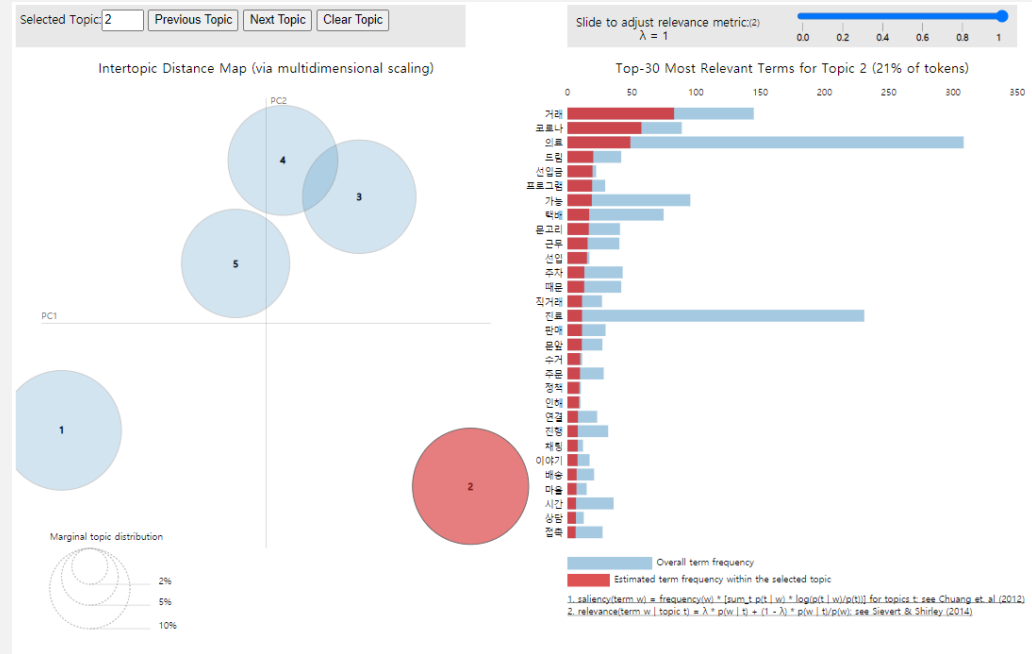 Selected Topic: 2 Previous Topic Next Topic Clear Topic
Slide to adjust relevance metric:(2)
λ = 1
0.0 0.2 0.4 0.6 0.8 1
Intertopic Distance Map (via multidimensional scaling)
PC2
4
3
5
PC1
1
2
Marginal topic distribution
2%
5%
10%
Top-30 Most Relevant Terms for Topic 2 (21% of tokens)
0 50 100 150 200 250 300 350
거래
코로나
의료
드림
선입금
프로그램
가능
택배
문고리
근무
선입
주차
때문
직거래
진료
판매
문앞
수거
주문
정책
인해
연결
진행
채팅
이야기
배송
마을
시간
상담
접촉
Overall term frequency
Estimated term frequency within the selected topic
1. saliency(term w) = frequency(w) * [sum_t p(t | w) * log(p(t | w)/p(t))] for topics t; see Chuang et. al (2012)
2. relevance(term w | topic t) = λ * p(w | t) + (1 - λ) * p(w | t)/p(w); see Sievert & Shirley (2014)